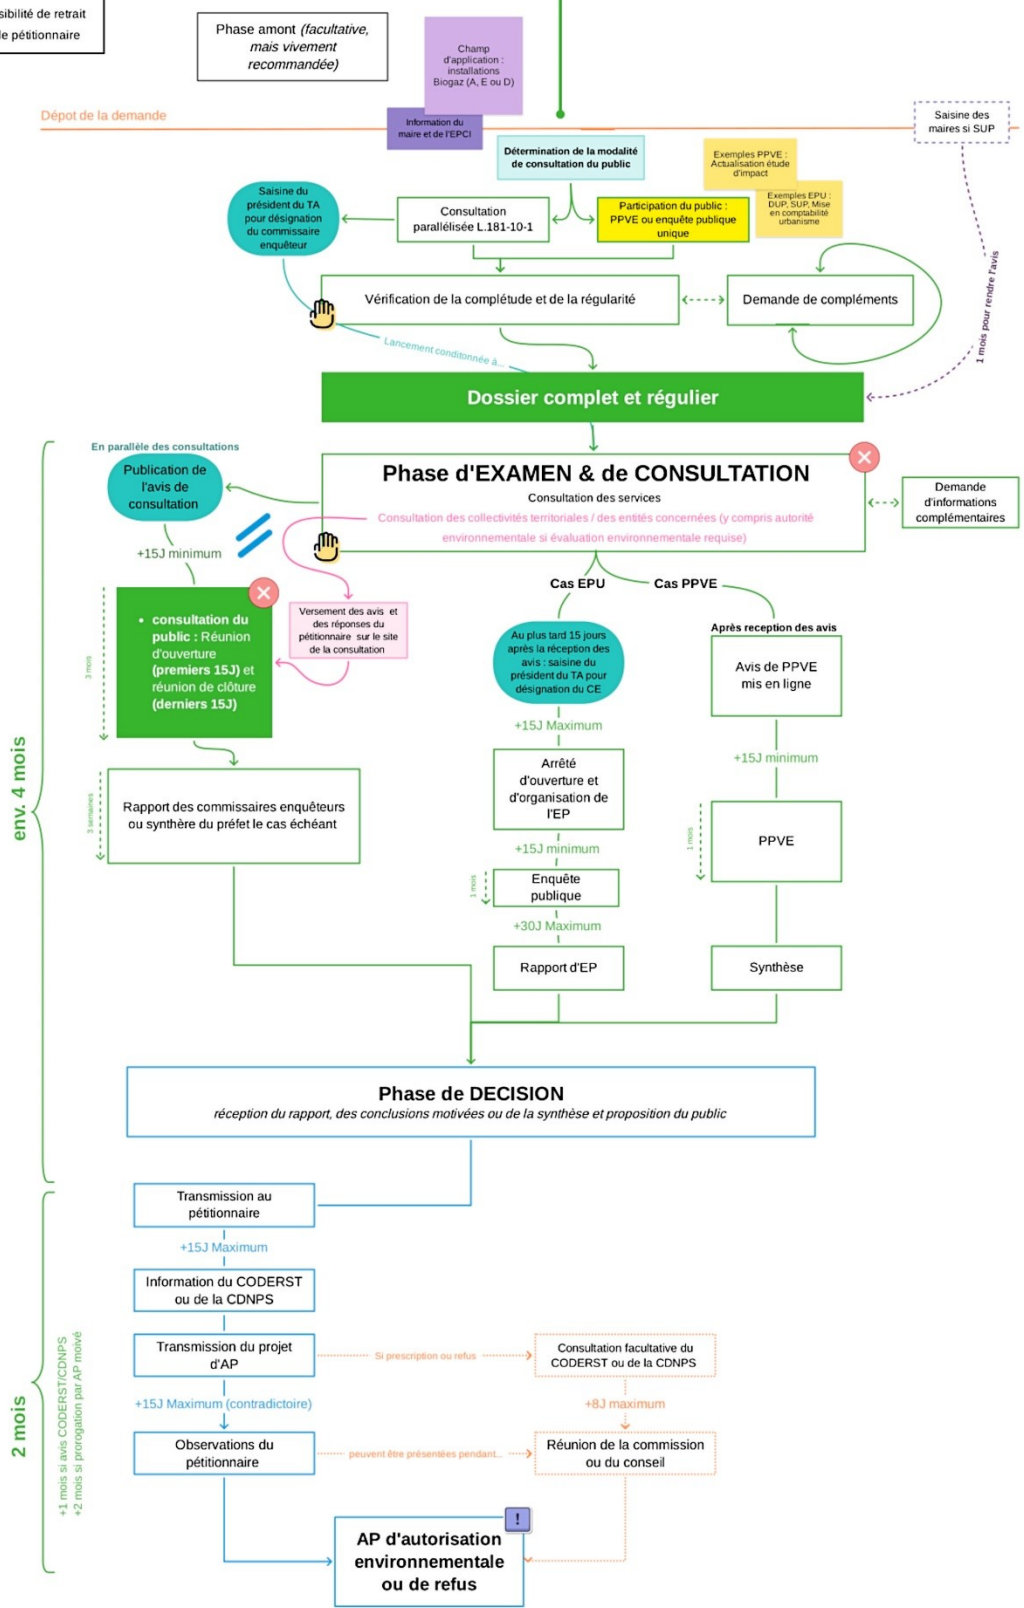 sibilité de retrait
le pétitionnaire
Phase amont (facultative,
mais vivement
recommandée)
Champ
d'application :
installations
Biogaz (A, E ou D)
Dépot de la demande
Information du
maire et de l'EPCI
Saisine des
maires si SUP
Détermination de la modalité
de consultation du public
Exemples PPVE :
Actualisation étude
d'impact
Exemples EPU :
DUP, SUP, Mise
en comptabilité
urbanisme
Saisine du
président du TA
pour désignation
du commissaire
enquêteur
Consultation
parallélisée L.181-10-1
Participation du public :
PPVE ou enquête publique
unique
Vérification de la complétude et de la régularité
Demande de compléments
1 mois pour rendre l'avis
Lancement conditonnée à...
Dossier complet et régulier
En parallèle des consultations
Publication de
l'avis de
consultation
Phase d'EXAMEN & de CONSULTATION
Consultation des services
Consultation des collectivités territoriales / des entités concernées (y compris autorité
environnementale si évaluation environnementale requise)
Demande
d'informations
complémentaires
+15J minimum
Cas EPU
Cas PPVE
• consultation du
public : Réunion
d'ouverture
(premiers 15J) et
réunion de clôture
(derniers 15J)
3 mois
Versement des avis et
des réponses du
pétitionnaire sur le site
de la consultation
Au plus tard 15 jours
après la réception des
avis : saisine du
président du TA pour
désignation du CE
Après reception des avis
Avis de PPVE
mis en ligne
+15J Maximum
+15J minimum
Arrêté
d'ouverture et
d'organisation de
l'EP
env. 4 mois
3 semaines
Rapport des commissaires enquêteurs
ou synthère du préfet le cas échéant
1 mois
PPVE
+15J minimum
1 mois
Enquête
publique
+30J Maximum
Rapport d'EP
Synthèse
Phase de DECISION
réception du rapport, des conclusions motivées ou de la synthèse et proposition du public
Transmission au
pétitionnaire
+15J Maximum
Information du CODERST
ou de la CDNPS
Transmission du projet
d'AP
Si prescription ou refus
Consultation facultative du
CODERST ou de la CDNPS
+15J Maximum (contradictoire)
+8J maximum
2 mois
+1 mois si avis CODERST/CDNPS
+2 mois si prorogation par AP moivé
Observations du
pétitionnaire
peuvent être présentées pendant...
Réunion de la commission
ou du conseil
!
AP d'autorisation
environnementale
ou de refus